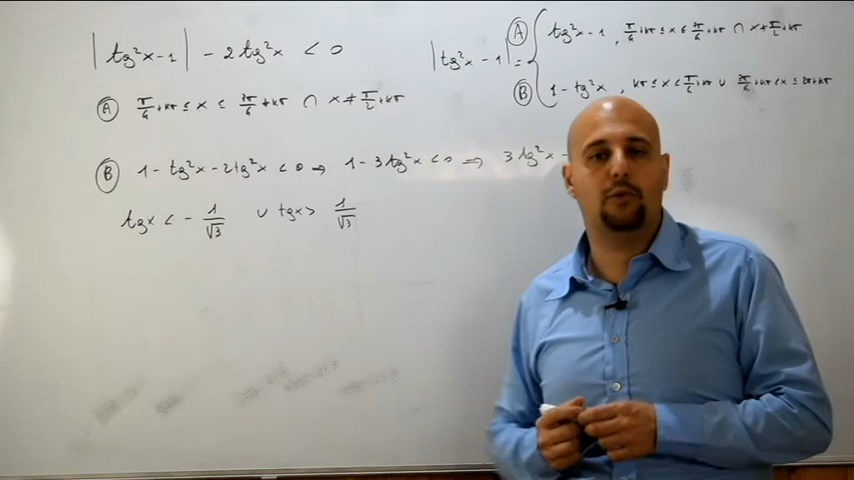 |tg²x-1| - 2tg²x < 0
|tg²x-1| =
Ⓐ tg²x-1, π/4+kπ ≤ x ≤ 3π/4+kπ ∩ x≠π/2+kπ
Ⓑ 1-tg²x, kπ ≤ x < π/4+kπ ∪ 3π/4+kπ < x ≤
Ⓐ π/4+kπ ≤ x ≤ 3π/4+kπ ∩ x≠π/2+kπ
Ⓑ 1-tg²x-2tg²x < 0 ⇒ 1-3tg²x < 0 ⇒ 3tg²x-
tgx < -1/√3 ∪ tgx > 1/√3